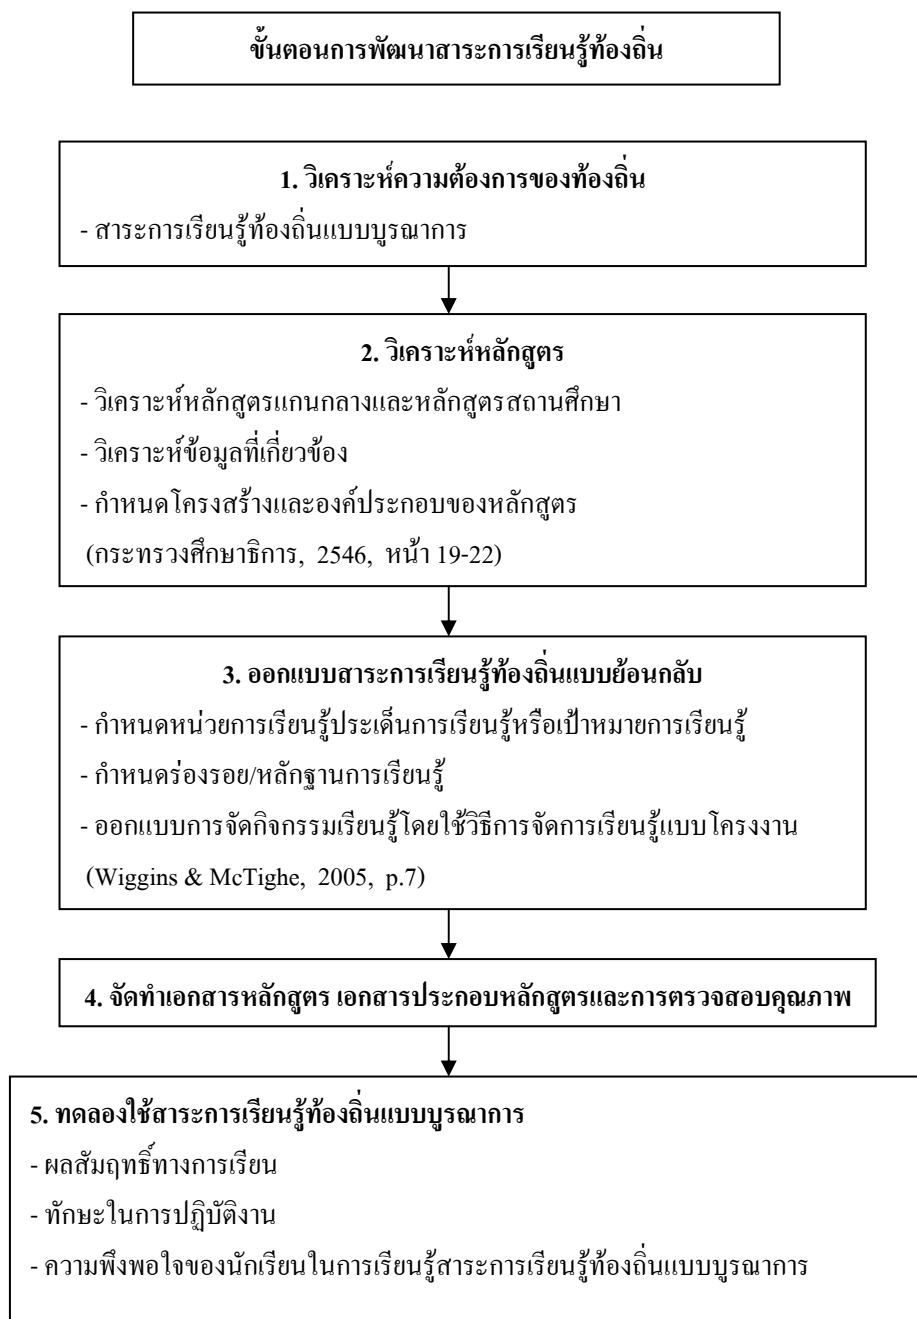 ขั้นตอนการพัฒนาสาระการเรียนรู้ท้องถิ่น
1. วิเคราะห์ความต้องการของท้องถิ่น
- สาระการเรียนรู้ท้องถิ่นแบบบูรณาการ
2. วิเคราะห์หลักสูตร
- วิเคราะห์หลักสูตรแกนกลางและหลักสูตรสถานศึกษา
- วิเคราะห์ข้อมูลที่เกี่ยวข้อง
- กำหนดโครงสร้างและองค์ประกอบของหลักสูตร
(กระทรวงศึกษาธิการ, 2546, หน้า 19-22)
3. ออกแบบสาระการเรียนรู้ท้องถิ่นแบบย้อนกลับ
- กำหนดหน่วยการเรียนรู้ประเด็นการเรียนรู้หรือเป้าหมายการเรียนรู้
- กำหนดร่องรอย/หลักฐานการเรียนรู้
- ออกแบบการจัดกิจกรรมเรียนรู้โดยใช้วิธีการจัดการเรียนรู้แบบโครงงาน
(Wiggins & McTighe, 2005, p.7)
4. จัดทำเอกสารหลักสูตร เอกสารประกอบหลักสูตรและการตรวจสอบคุณภาพ
5. ทดลองใช้สาระการเรียนรู้ท้องถิ่นแบบบูรณาการ
- ผลสัมฤทธิ์ทางการเรียน
- ทักษะในการปฏิบัติงาน
- ความพึงพอใจของนักเรียนในการเรียนรู้สาระการเรียนรู้ท้องถิ่นแบบบูรณาการ